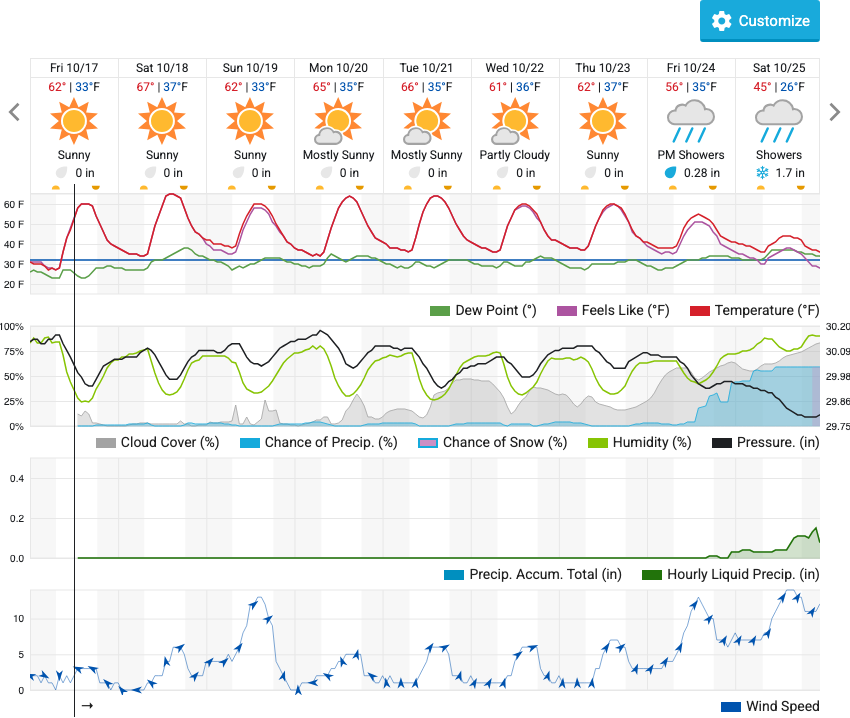 Customize
Fri 10/17 Sat 10/18 Sun 10/19 Mon 10/20 Tue 10/21 Wed 10/22 Thu 10/23 Fri 10/24 Sat 10/25
62° | 33°F 67° | 37°F 62° | 33°F 65° | 35°F 66° | 35°F 61° | 36°F 62° | 37°F 56° | 35°F 45° | 26°F
Sunny Sunny Sunny Mostly Sunny Mostly Sunny Partly Cloudy Sunny PM Showers Showers
0 in 0 in 0 in 0 in 0 in 0 in 0 in 0.28 in 1.7 in
60 F
50 F
40 F
30 F
20 F
Dew Point (°) Feels Like (°F) Temperature (°F)
100% 30.20
75% 30.09
50% 29.98
25% 29.86
0% 29.75
Cloud Cover (%) Chance of Precip. (%) Chance of Snow (%) Humidity (%) Pressure. (in)
0.4
0.2
0.0
Precip. Accum. Total (in) Hourly Liquid Precip. (in)
10
5
0
Wind Speed